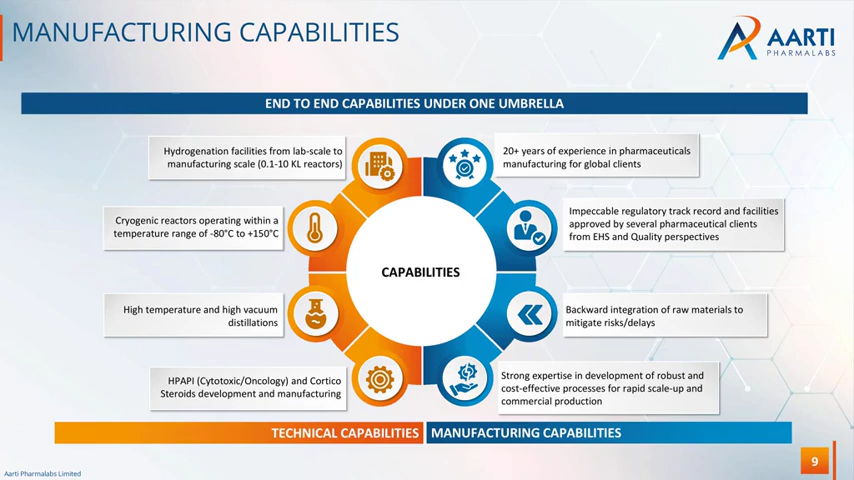 MANUFACTURING CAPABILITIES
AARTI
PHARMALABS
END TO END CAPABILITIES UNDER ONE UMBRELLA
Hydrogenation facilities from lab-scale to
manufacturing scale (0.1-10 KL reactors)
Cryogenic reactors operating within a
temperature range of -80°C to +150°C
High temperature and high vacuum
distillations
HPAPI (Cytotoxic/Oncology) and Cortico
Steroids development and manufacturing
CAPABILITIES
20+ years of experience in pharmaceuticals
manufacturing for global clients
Impeccable regulatory track record and facilities
approved by several pharmaceutical clients
from EHS and Quality perspectives
Backward integration of raw materials to
mitigate risks/delays
Strong expertise in development of robust and
cost-effective processes for rapid scale-up and
commercial production
TECHNICAL CAPABILITIES
MANUFACTURING CAPABILITIES
Aarti Pharmalabs Limited
9